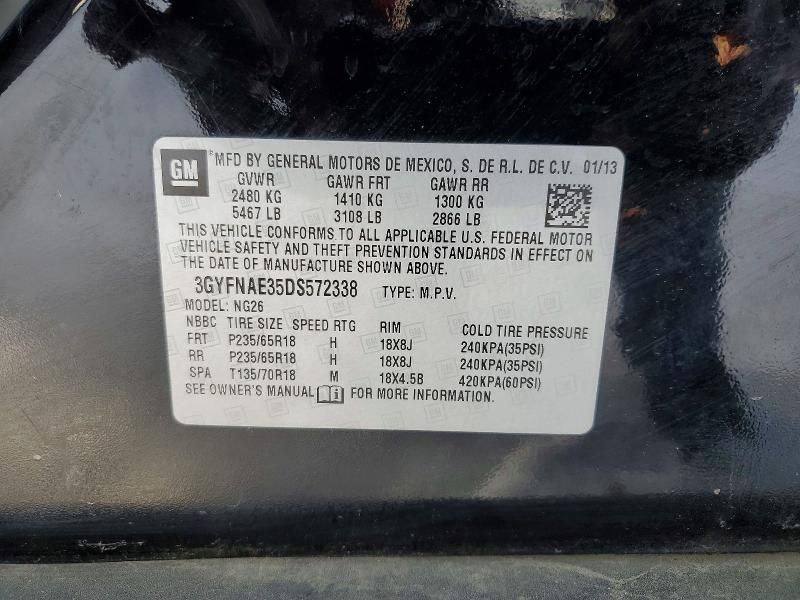 GM
MFD BY GENERAL MOTORS DE MEXICO, S. DE R.L. DE C.V. 01/13
GVWR GAWR FRT GAWR RR
2480 KG 1410 KG 1300 KG
5467 LB 3108 LB 2866 LB
THIS VEHICLE CONFORMS TO ALL APPLICABLE U.S. FEDERAL MOTOR
VEHICLE SAFETY AND THEFT PREVENTION STANDARDS IN EFFECT ON
THE DATE OF MANUFACTURE SHOWN ABOVE.
3GYFNAE35DS572338 TYPE: M.P.V.
MODEL: NG26
NBBC TIRE SIZE SPEED RTG RIM COLD TIRE PRESSURE
FRT P235/65R18 H 18X8J 240KPA(35PSI)
RR P235/65R18 H 18X8J 240KPA(35PSI)
SPA T135/70R18 M 18X4.5B 420KPA(60PSI)
SEE OWNER'S MANUAL FOR MORE INFORMATION.